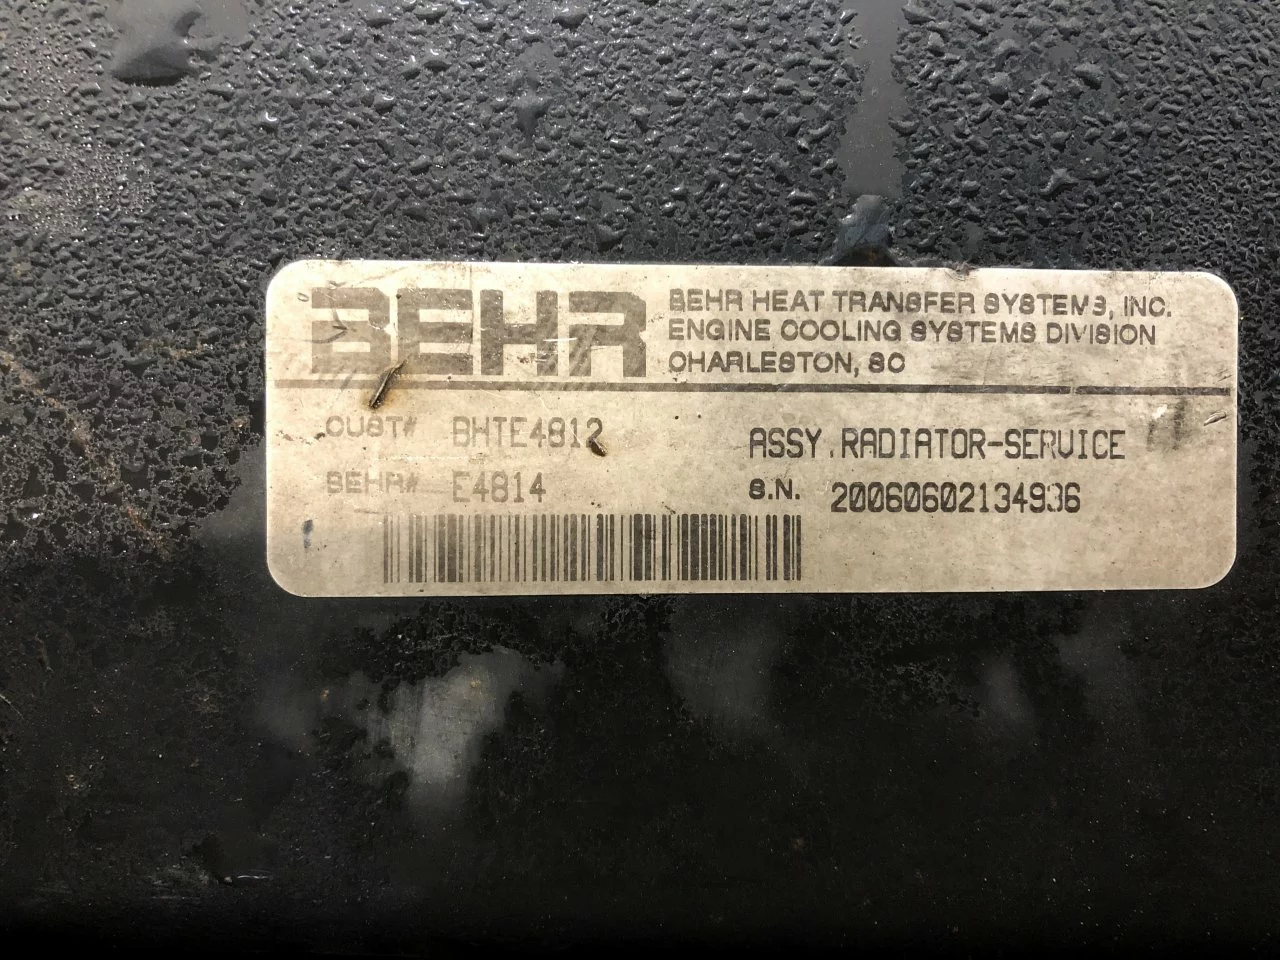 BEHR
BEHR HEAT TRANSFER SYSTEMS, INC.
ENGINE COOLING SYSTEMS DIVISION
CHARLESTON, SC
CUST# BHTE4812
ASSY.RADIATOR-SERVICE
BEHR# E4814
S.N. 20060602134936